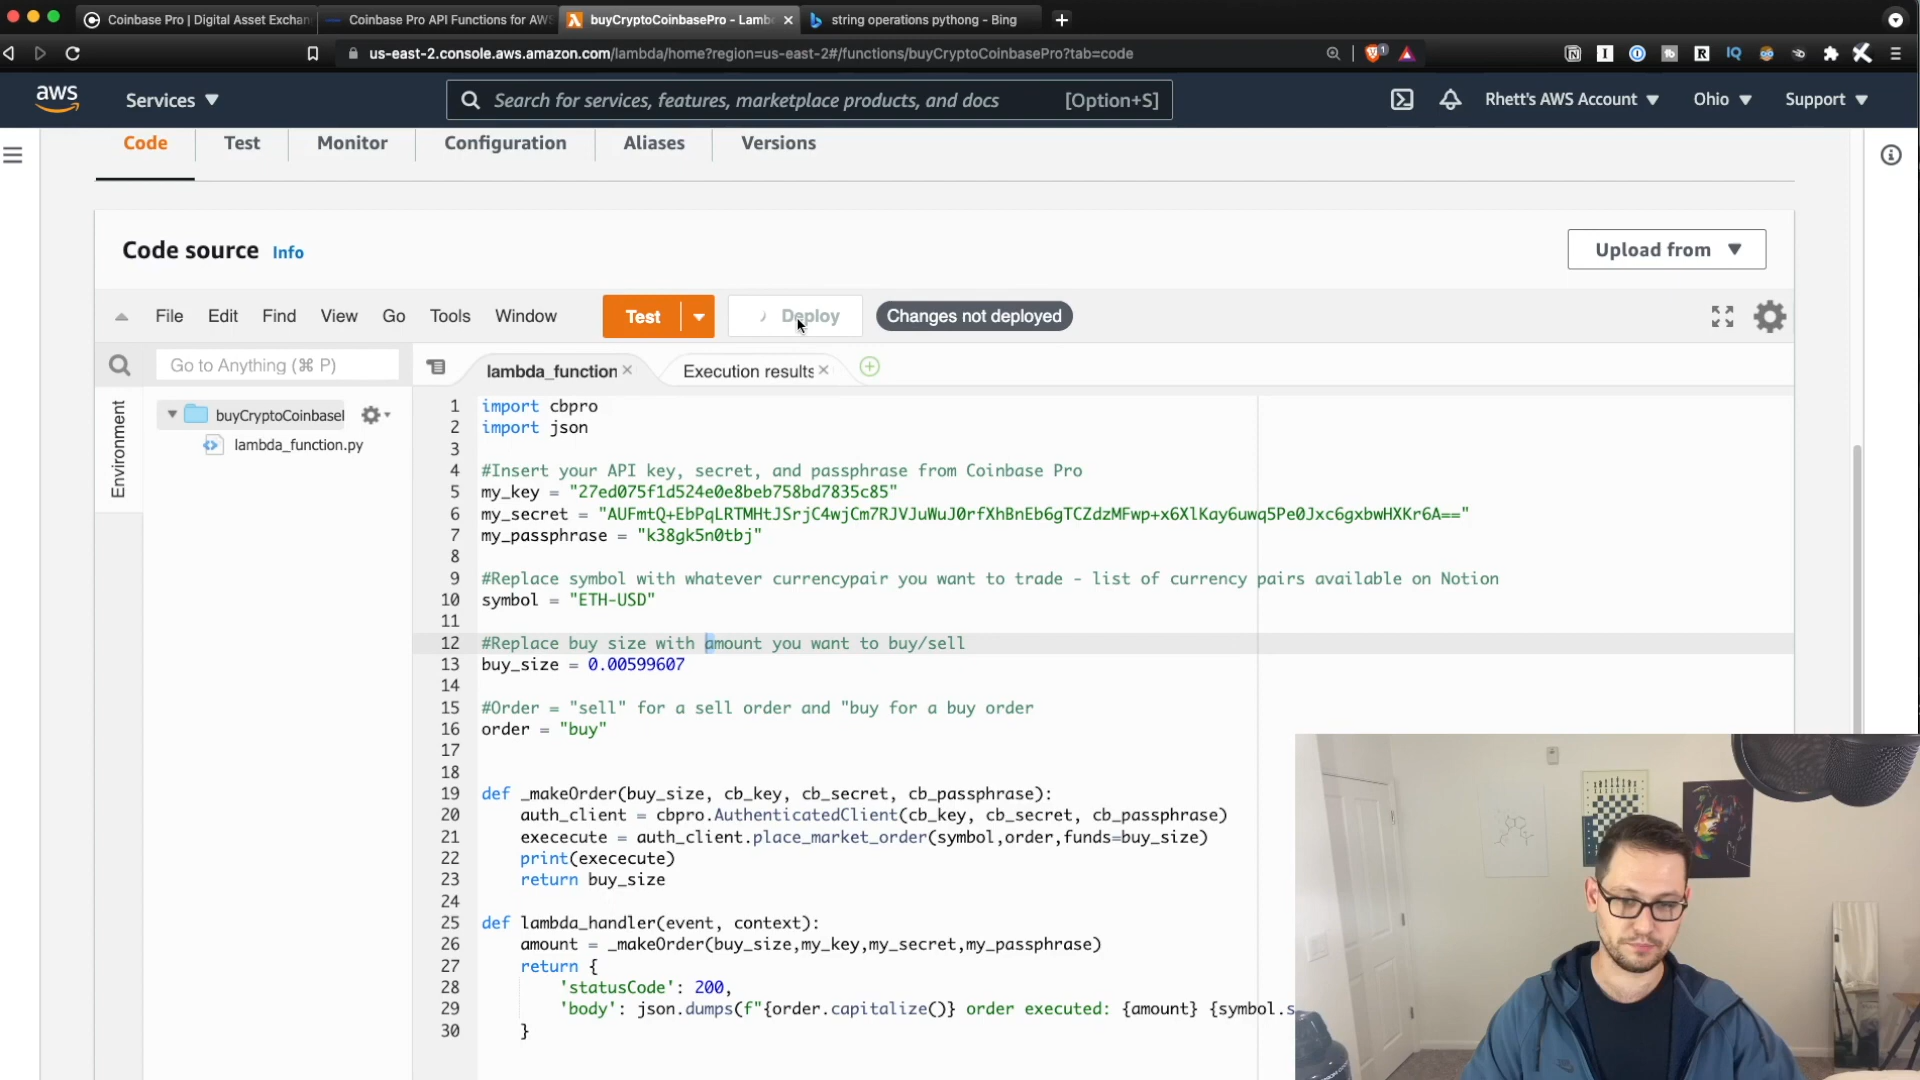 Coinbase Pro | Digital Asset Exchan
Coinbase Pro API Functions for AWS
buyCryptoCoinbasePro - Lamb
string operations pythong - Bing
us-east-2.console.aws.amazon.com/lambda/home?region=us-east-2#/functions/buyCryptoCoinbasePro?tab=code
aws
Services
Search for services, features, marketplace products, and docs
[Option+S]
Rhett's AWS Account
Ohio
Support
Code
Test
Monitor
Configuration
Aliases
Versions
Code source
Info
Upload from
File
Edit
Find
View
Go
Tools
Window
Test
Deploy
Changes not deployed
Go to Anything (⌘ P)
lambda_function
Execution results
Environment
buyCryptoCoinbasel
lambda_function.py
1 import cbpro
2 import json
3
4 #Insert your API key, secret, and passphrase from Coinbase Pro
5 my_key = "27ed075f1d524e0e8beb758bd7835c85"
6 my_secret = "AUFmtQ+EbPqLRTMHtJSrjC4wjCm7RJVJuWuJ0rfXhBnEb6gTCZdzMFwp+x6XlKay6uwq5Pe0Jxc6gxbwHXKr6A=="
7 my_passphrase = "k38gk5n0tbj"
8
9 #Replace symbol with whatever currencypair you want to trade - list of currency pairs available on Notion
10 symbol = "ETH-USD"
11
12 #Replace buy size with amount you want to buy/sell
13 buy_size = 0.00599607
14
15 #Order = "sell" for a sell order and "buy for a buy order
16 order = "buy"
17
18
19 def _makeOrder(buy_size, cb_key, cb_secret, cb_passphrase):
20 auth_client = cbpro.AuthenticatedClient(cb_key, cb_secret, cb_passphrase)
21 exececute = auth_client.place_market_order(symbol,order,funds=buy_size)
22 print(exececute)
23 return buy_size
24
25 def lambda_handler(event, context):
26 amount = _makeOrder(buy_size,my_key,my_secret,my_passphrase)
27 return {
28 'statusCode': 200,
29 'body': json.dumps(f"{order.capitalize()} order executed: {amount} {symbol.s
30 }